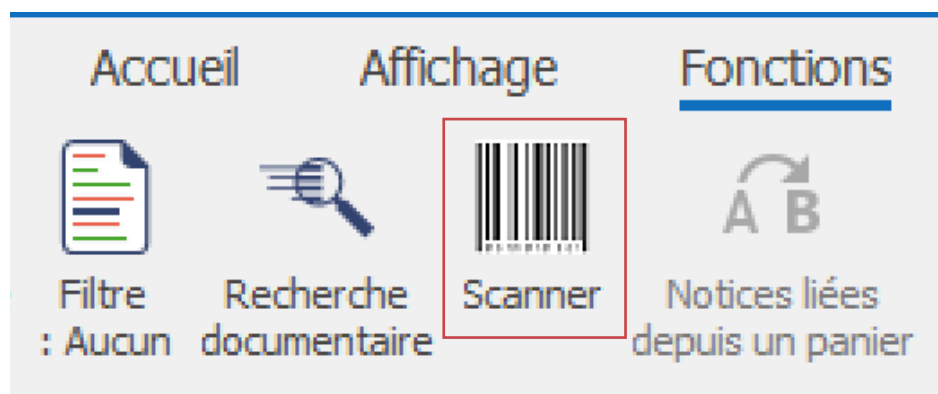 Accueil Affichage Fonctions
A B
Filtre Recherche Scanner Notices liées
: Aucun documentaire depuis un panier